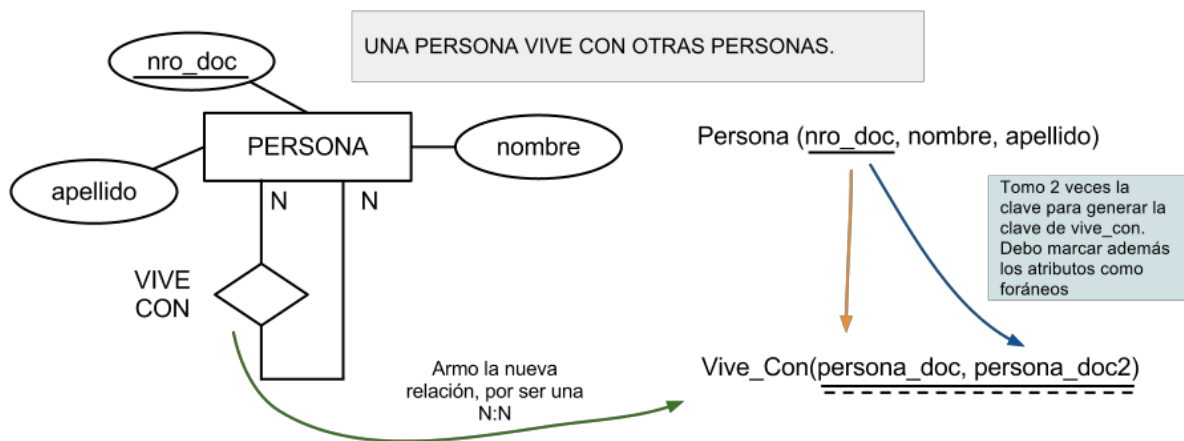 UNA PERSONA VIVE CON OTRAS PERSONAS.
nro_doc
PERSONA
nombre
apellido
N
N
VIVE
CON
Persona (nro_doc, nombre, apellido)
Tomo 2 veces la
clave para generar la
clave de vive_con.
Debo marcar además
los atributos como
foráneos
Vive_Con(persona_doc, persona_doc2)
Armo la nueva
relación, por ser una
N:N